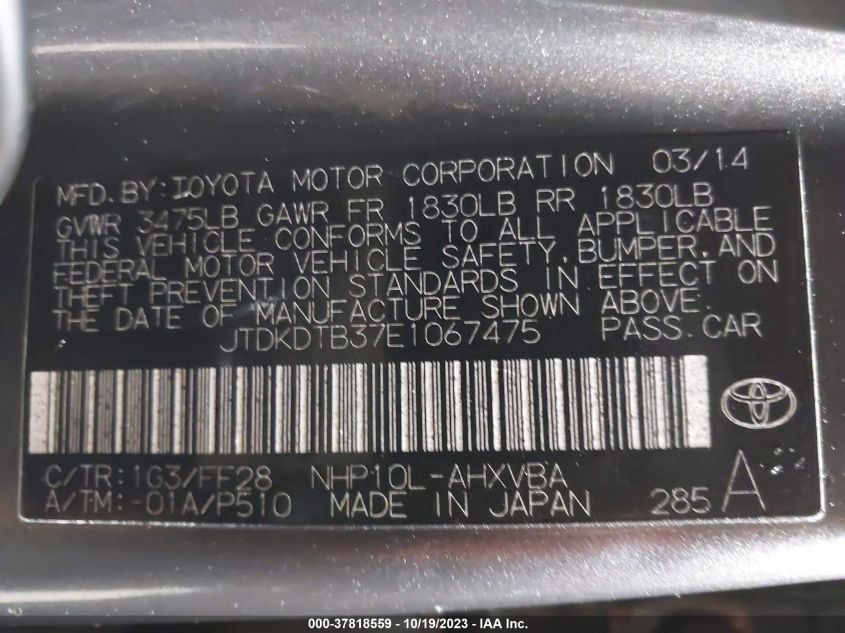 MFD. BY: TOYOTA MOTOR CORPORATION 03/14
GVWR 3475LB GAWR FR 1830LB RR 1830LB
THIS VEHICLE CONFORMS TO ALL APPLICABLE
FEDERAL MOTOR VEHICLE SAFETY, BUMPER, AND
THEFT PREVENTION STANDARDS IN EFFECT ON
THE DATE OF MANUFACTURE SHOWN ABOVE.
JTDKDTB37E1067475 PASS. CAR
C/TR: 1G3/FF28 NHP10L-AHXVBA
A/TM: -01A/P510 MADE IN JAPAN 285 A
000-37818559 - 10/19/2023 - IAAI - Copart, Inc.